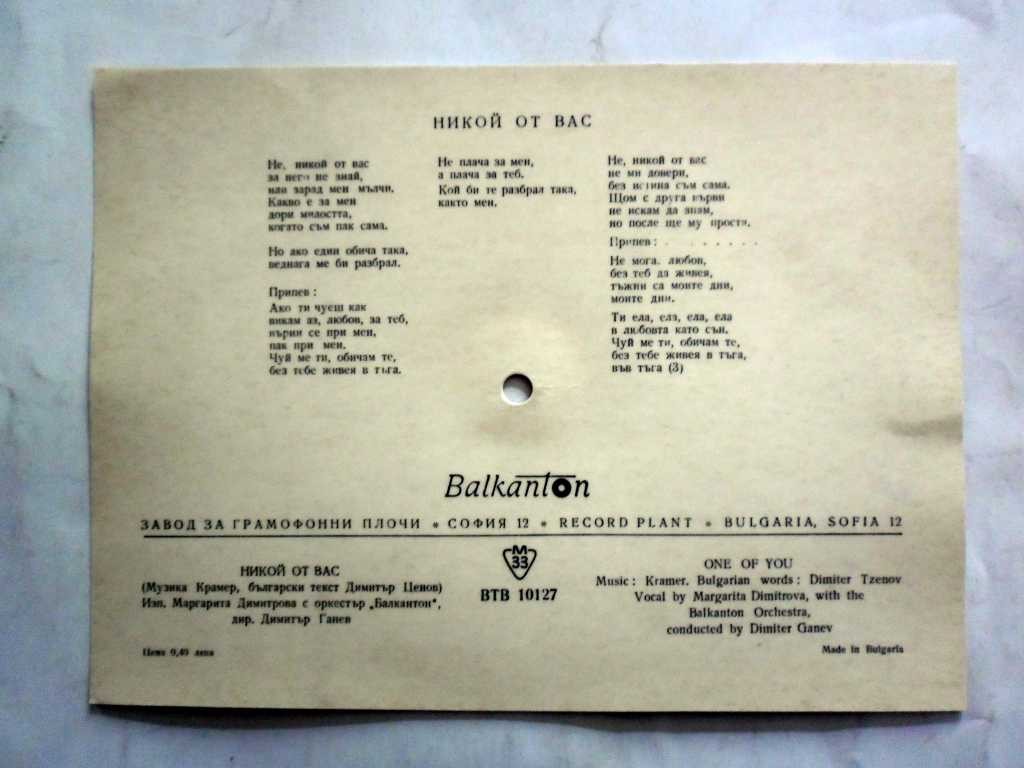 НИКОЙ ОТ ВАС
Не, никой от вас
за него не знай,
нли зарад мен мълчи.
Какво е за мен
дори милостта,
когато съм пак сама.
Но ако един обича така,
веднага ме би разбрал.
Припев :
Ако ти чуеш как
викам аз, любов, за теб,
върни се при мен,
пак при мен.
Чуй ме ти, обичам те,
без тебе живея в тъга.
Не плача за мен,
а плача за теб.
Кой би те разбрал така,
както мен.
Не, никой от вас
не ми довери,
без истина съм сама.
Щом с друга върви
не искам да знам,
но после ще му простя.
Припев : . . . . . . .
Не мога, любов,
без теб да живея,
тъжни са моите дни,
моите дни.
Ти ела, ела, ела, ела
в любовта като сън.
Чуй ме ти, обичам те,
без тебе живея в тъга,
във тъга (3)
Balkanton
ЗАВОД ЗА ГРАМОФОННИ ПЛОЧИ * СОФИЯ 12 * RECORD PLANT * BULGARIA, SOFIA 12
НИКОЙ ОТ ВАС
(Музика Крамер, български текст Димитър Ценов)
Изп. Маргарита Димитрова с оркестър „Балкантон",
дир. Димитър Ганев
Цена 0,49 лева
М
33
ВТВ 10127
ONE OF YOU
Music : Kramer. Bulgarian words : Dimiter Tzenov
Vocal by Margarita Dimitrova, with the
Balkanton Orchestra,
conducted by Dimiter Ganev
Made in Bulgaria